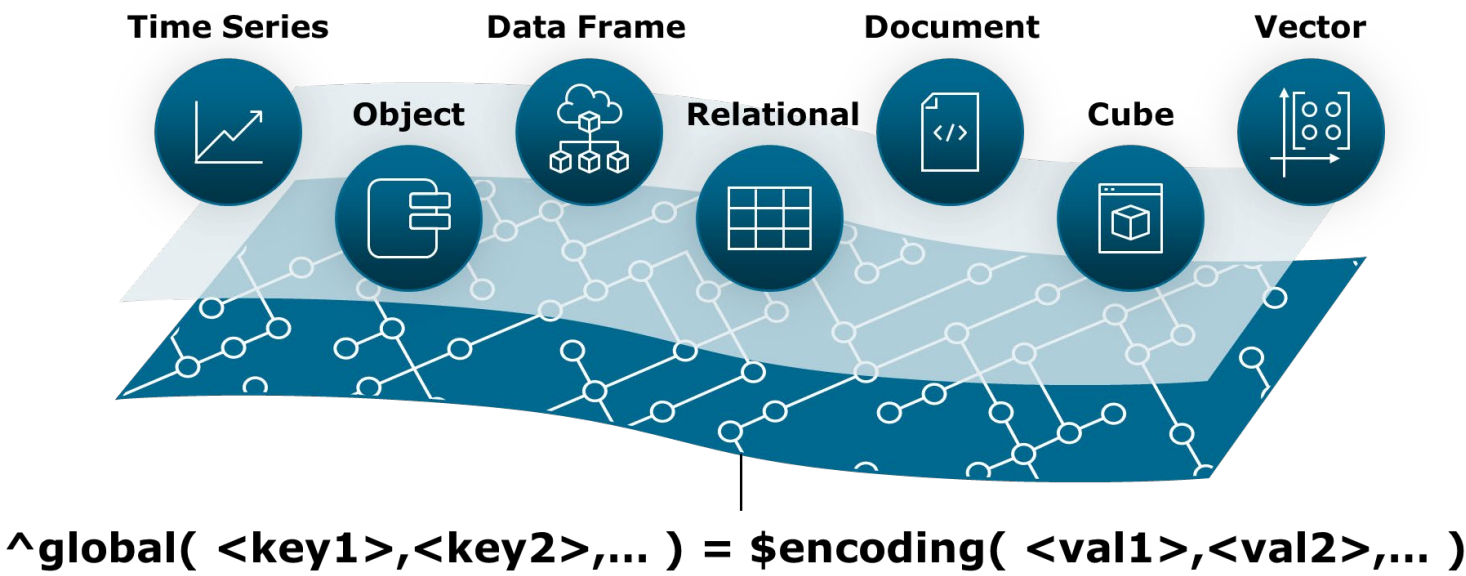 Time Series
Data Frame
Document
Vector
Object
Relational
Cube
</>
^global( <key1>,<key2>,... ) = $encoding( <val1>,<val2>,... )